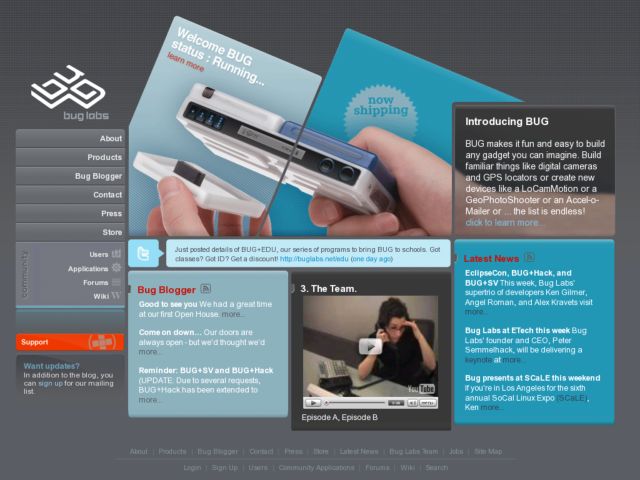 Welcome BUG
status : Running...
learn more
now
shipping
bug labs
About
Products
Bug Blogger
Contact
Press
Store
community
Users
Applications
Forums
Wiki
Support
Want updates?
In addition to the blog, you
can sign up for our mailing
list.
Introducing BUG
BUG makes it fun and easy to build
any gadget you can imagine. Build
familiar things like digital cameras
and GPS locators or create new
devices like a LoCamMotion or a
GeoPhotoShooter or an Accel-o-
Mailer or ... the list is endless!
click to learn more...
Just posted details of BUG+EDU, our series of programs to bring BUG to schools. Got
classes? Got ID? Get a discount! http://buglabs.net/edu (one day ago)
Bug Blogger
Good to see you We had a great time
at our first Open House. more...
Come on down… Our doors are
always open - but we'd thought we'd
more...
Reminder: BUG+SV and BUG+Hack
(UPDATE: Due to several requests,
BUG+Hack has been extended to
more...
3. The Team.
YouTube
Episode A, Episode B
Latest News
EclipseCon, BUG+Hack, and
BUG+SV This week, Bug Labs'
supertrio of developers Ken Gilmer,
Angel Roman, and Alex Kravets visit
more...
Bug Labs at ETech this week Bug
Labs' founder and CEO, Peter
Semmelhack, will be delivering a
keynote at more...
Bug presents at SCaLE this weekend
If you're in Los Angeles for the sixth
annual SoCal Linux Expo (SCaLE),
Ken more...
About | Products | Bug Blogger | Contact | Press | Store | Latest News | Bug Labs Team | Jobs | Site Map
Login | Sign Up | Users | Community Applications | Forums | Wiki | Search